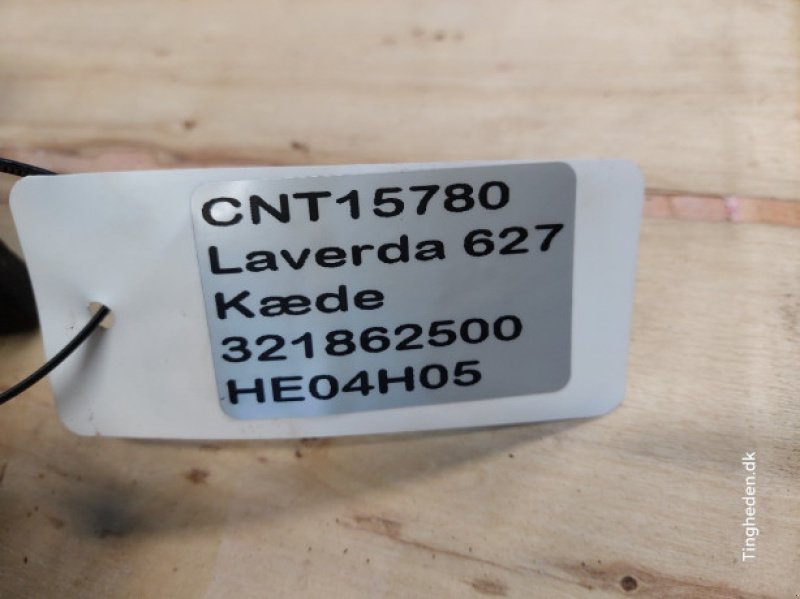 CNT15780
Laverda 627
Kæde
321862500
HE04H05
Tingheden.dk